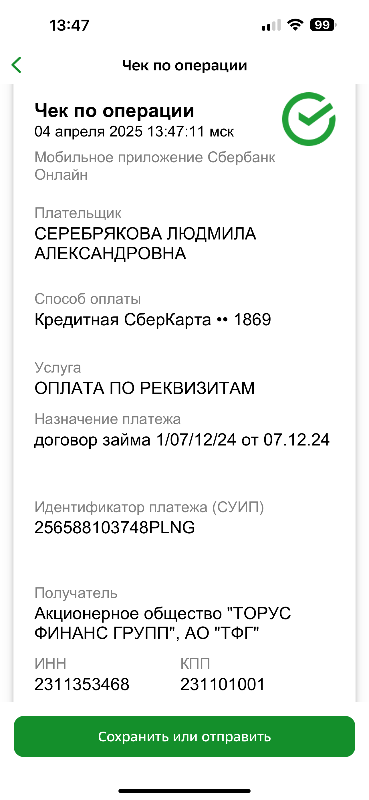 13:47
99
Чек по операции
Чек по операции
04 апреля 2025 13:47:11 мск
Мобильное приложение Сбербанк
Онлайн
Плательщик
СЕРЕБРЯКОВА ЛЮДМИЛА
АЛЕКСАНДРОВНА
Способ оплаты
Кредитная СберКарта •• 1869
Услуга
ОПЛАТА ПО РЕКВИЗИТАМ
Назначение платежа
договор займа 1/07/12/24 от 07.12.24
Идентификатор платежа (СУИП)
256588103748PLNG
Получатель
Акционерное общество "ТОРУС
ФИНАНС ГРУПП", АО "ТФГ"
ИНН КПП
2311353468 231101001
Сохранить или отправить